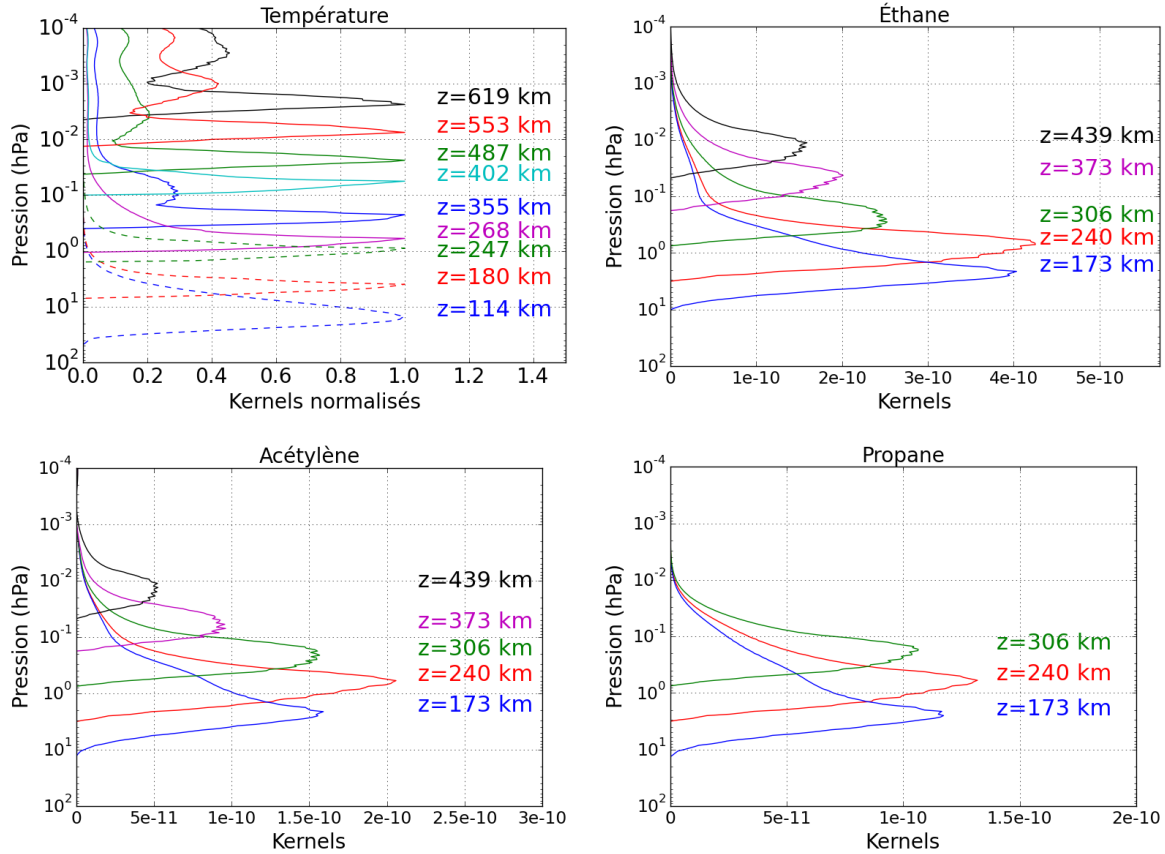 Température
10^-4
10^-3
10^-2
10^-1
10^0
10^1
10^2
Pression (hPa)
z=619 km
z=553 km
z=487 km
z=402 km
z=355 km
z=268 km
z=247 km
z=180 km
z=114 km
0.0 0.2 0.4 0.6 0.8 1.0 1.2 1.4
Kernels normalisés
Éthane
10^-4
10^-3
10^-2
10^-1
10^0
10^1
10^2
Pression (hPa)
z=439 km
z=373 km
z=306 km
z=240 km
z=173 km
0 1e-10 2e-10 3e-10 4e-10 5e-10
Kernels
Acétylène
10^-4
10^-3
10^-2
10^-1
10^0
10^1
10^2
Pression (hPa)
z=439 km
z=373 km
z=306 km
z=240 km
z=173 km
0 5e-11 1e-10 1.5e-10 2e-10 2.5e-10 3e-10
Kernels
Propane
10^-4
10^-3
10^-2
10^-1
10^0
10^1
10^2
Pression (hPa)
z=306 km
z=240 km
z=173 km
0 5e-11 1e-10 1.5e-10 2e-10
Kernels